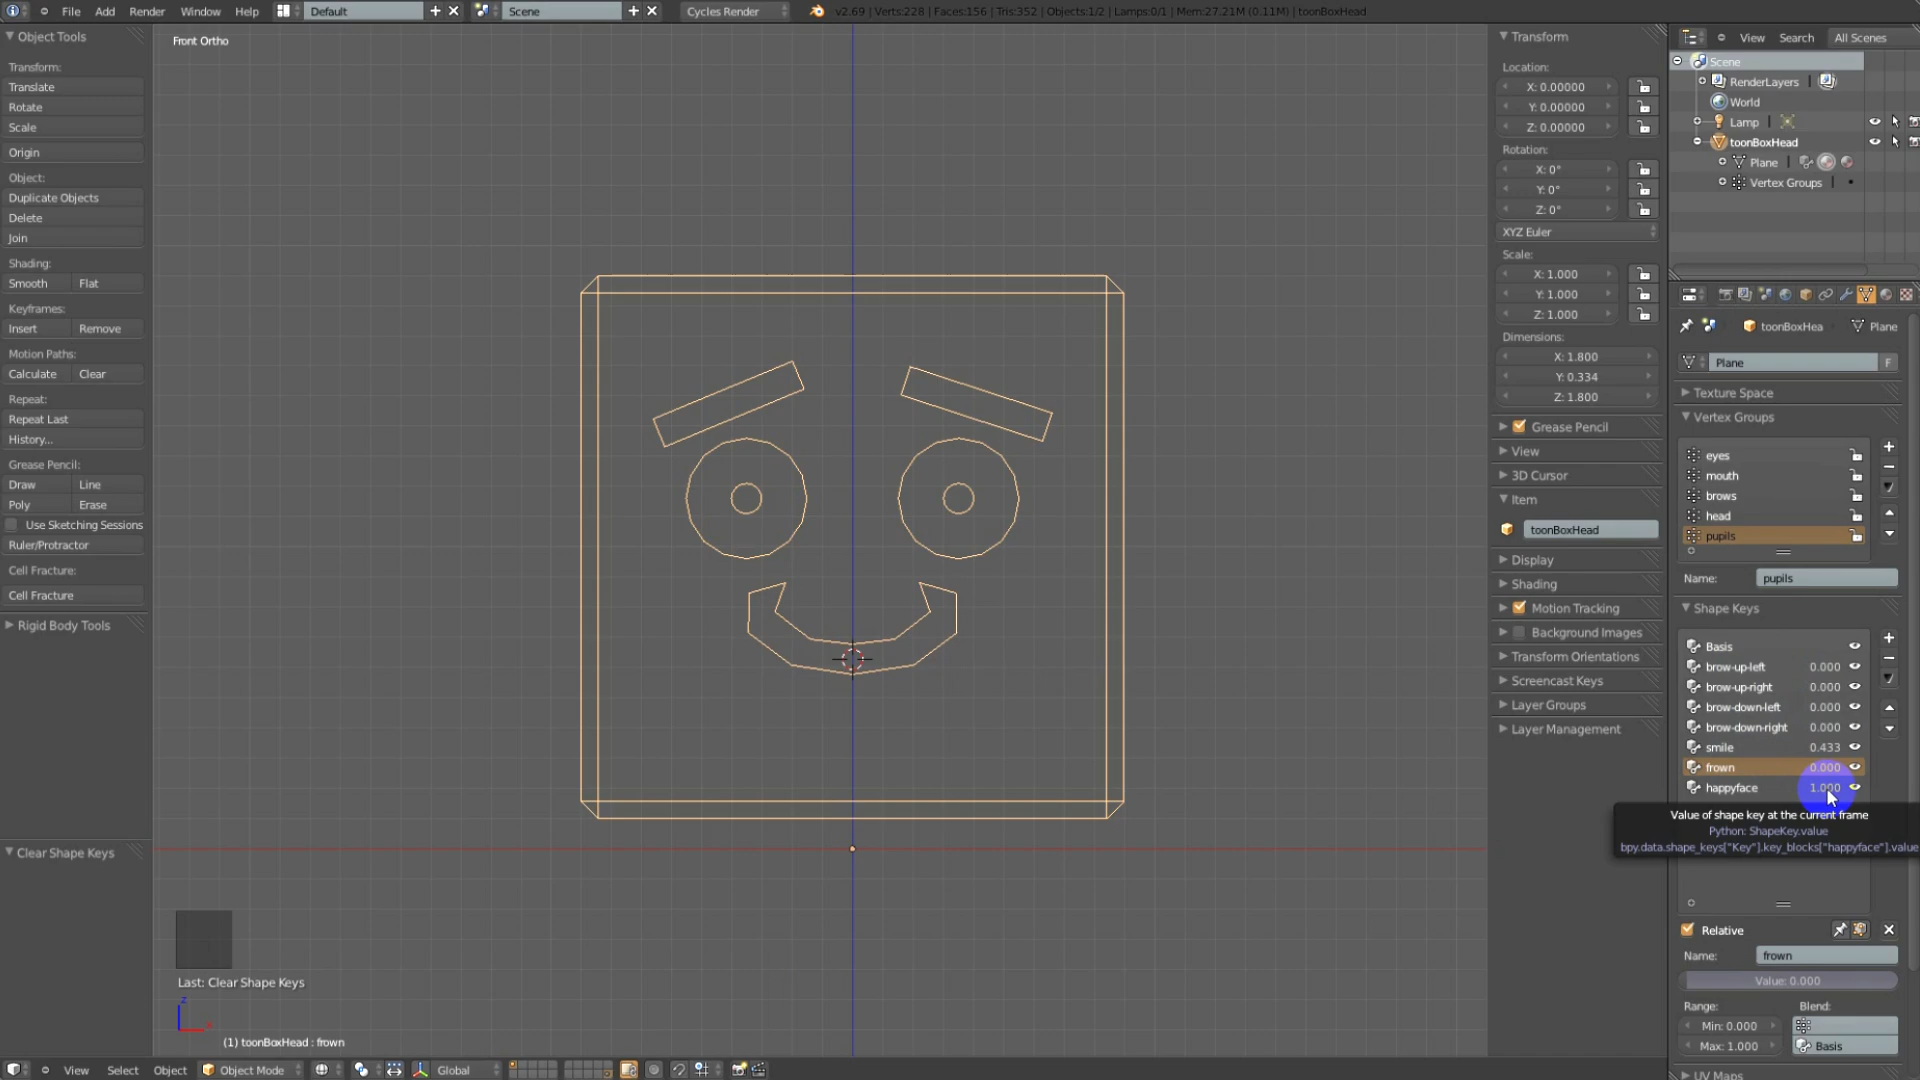 File Add Render Window Help Default Scene Cycles Render v2.69 | Verts:228 | Faces:156 | Tris:352 | Objects:1/2 | Lamps:0/1 | Mem:27.21M (0.11M) | toonBoxHead
Object Tools
Transform:
Translate
Rotate
Scale
Origin
Object:
Duplicate Objects
Delete
Join
Shading:
Smooth Flat
Keyframes:
Insert Remove
Motion Paths:
Calculate Clear
Repeat:
Repeat Last
History...
Grease Pencil:
Draw Line
Poly Erase
Use Sketching Sessions
Ruler/Protractor
Cell Fracture:
Cell Fracture
Rigid Body Tools
Clear Shape Keys
Front Ortho
Last: Clear Shape Keys
z
(1) toonBoxHead : frown
View Select Object Object Mode Global
Transform
Location:
X: 0.00000
Y: 0.00000
Z: 0.00000
Rotation:
X: 0°
Y: 0°
Z: 0°
XYZ Euler
Scale:
X: 1.000
Y: 1.000
Z: 1.000
Dimensions:
X: 1.800
Y: 0.334
Z: 1.800
Grease Pencil
View
3D Cursor
Item
toonBoxHead
Display
Shading
Motion Tracking
Background Images
Transform Orientations
Screencast Keys
Layer Groups
Layer Management
View Search All Scenes
Scene
RenderLayers
World
Lamp
toonBoxHead
Plane
Vertex Groups
toonBoxHea Plane
Plane F
Texture Space
Vertex Groups
eyes
mouth
brows
head
pupils
Name: pupils
Shape Keys
Basis
brow-up-left 0.000
brow-up-right 0.000
brow-down-left 0.000
brow-down-right 0.000
smile 0.433
frown 0.000
happyface 1.000
Value of shape key at the current frame
Python: ShapeKey.value
bpy.data.shape_keys["Key"].key_blocks["happyface"].value
Relative
Name: frown
Value: 0.000
Range: Blend:
Min: 0.000
Max: 1.000 Basis
UV Maps